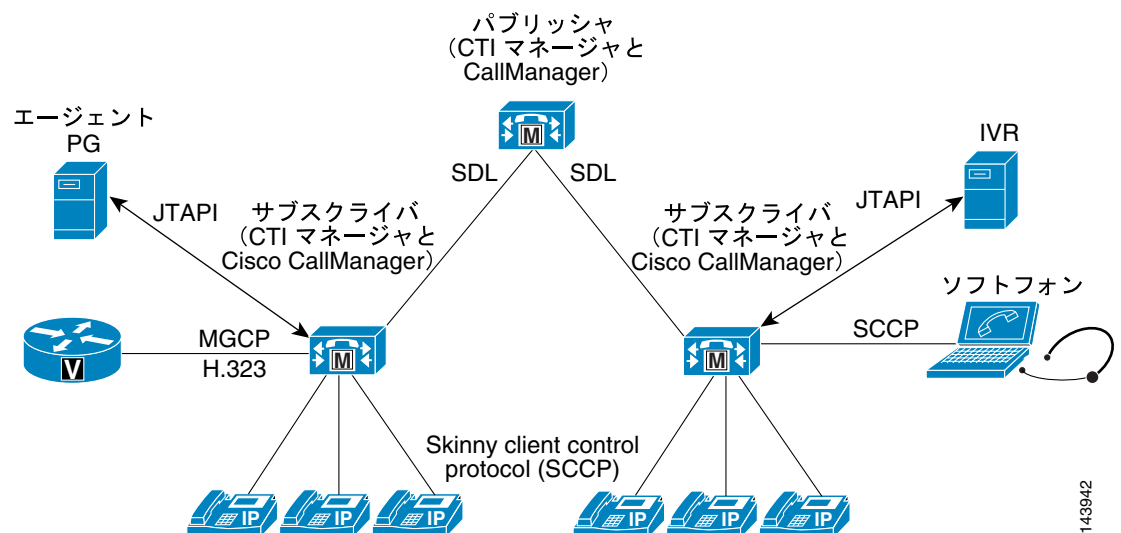 パブリッシャ
（CTI マネージャと
CallManager）
エージェント
PG
M
IVR
SDL
SDL
JTAPI
サブスクライバ
（CTI マネージャと
Cisco CallManager）
サブスクライバ
（CTI マネージャと
Cisco CallManager）
JTAPI
ソフトフォン
V
MGCP
H.323
M
M
SCCP
Skinny client control
protocol (SCCP)
IP
IP
IP
IP
IP
IP
143942